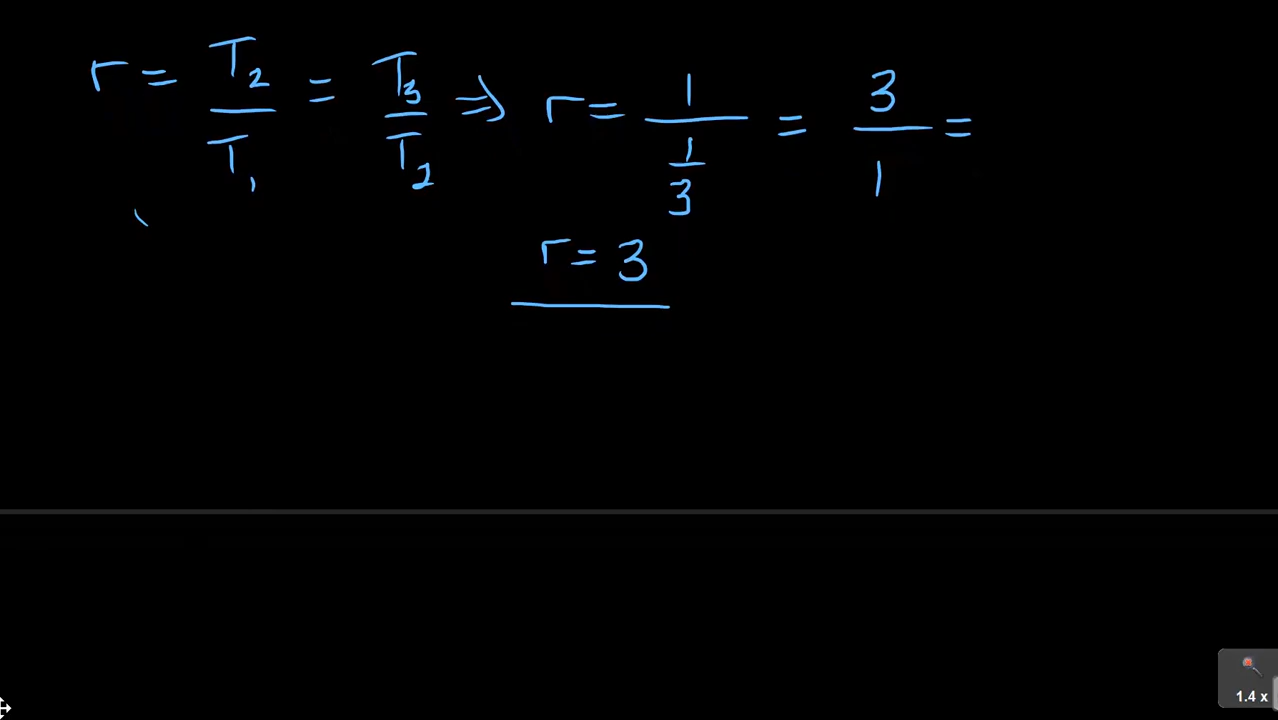 r = T₂/T₁ = T₃/T₂ ⇒ r = 1/(1/3) = 3/1 =
r = 3
1.4 x